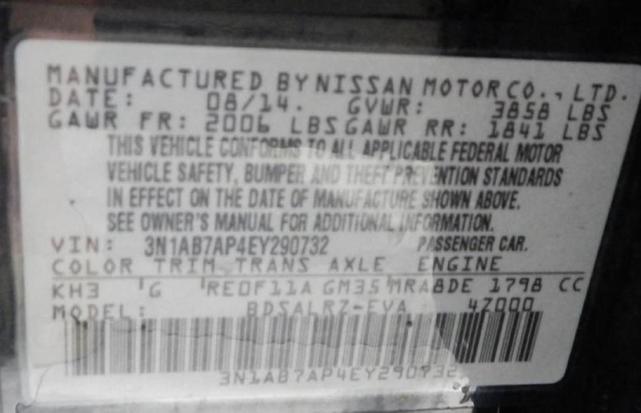 MANUFACTURED BY NISSAN MOTOR CO., LTD.
DATE: 08/14. GVWR: 3858 LBS
GAWR FR: 2006 LBS GAWR RR: 1841 LBS
THIS VEHICLE CONFORMS TO ALL APPLICABLE FEDERAL MOTOR
VEHICLE SAFETY, BUMPER AND THEFT PREVENTION STANDARDS
IN EFFECT ON THE DATE OF MANUFACTURE SHOWN ABOVE.
SEE OWNER'S MANUAL FOR ADDITIONAL INFORMATION.
VIN: 3N1AB7AP4EY290732 PASSENGER CAR.
COLOR TRIM TRANS AXLE ENGINE
KH3 G RE0F11A GM35 MRA8DE 1798 CC
MODEL: BDSALRZ-EVA 4Z000
3N1AB7AP4EY290732